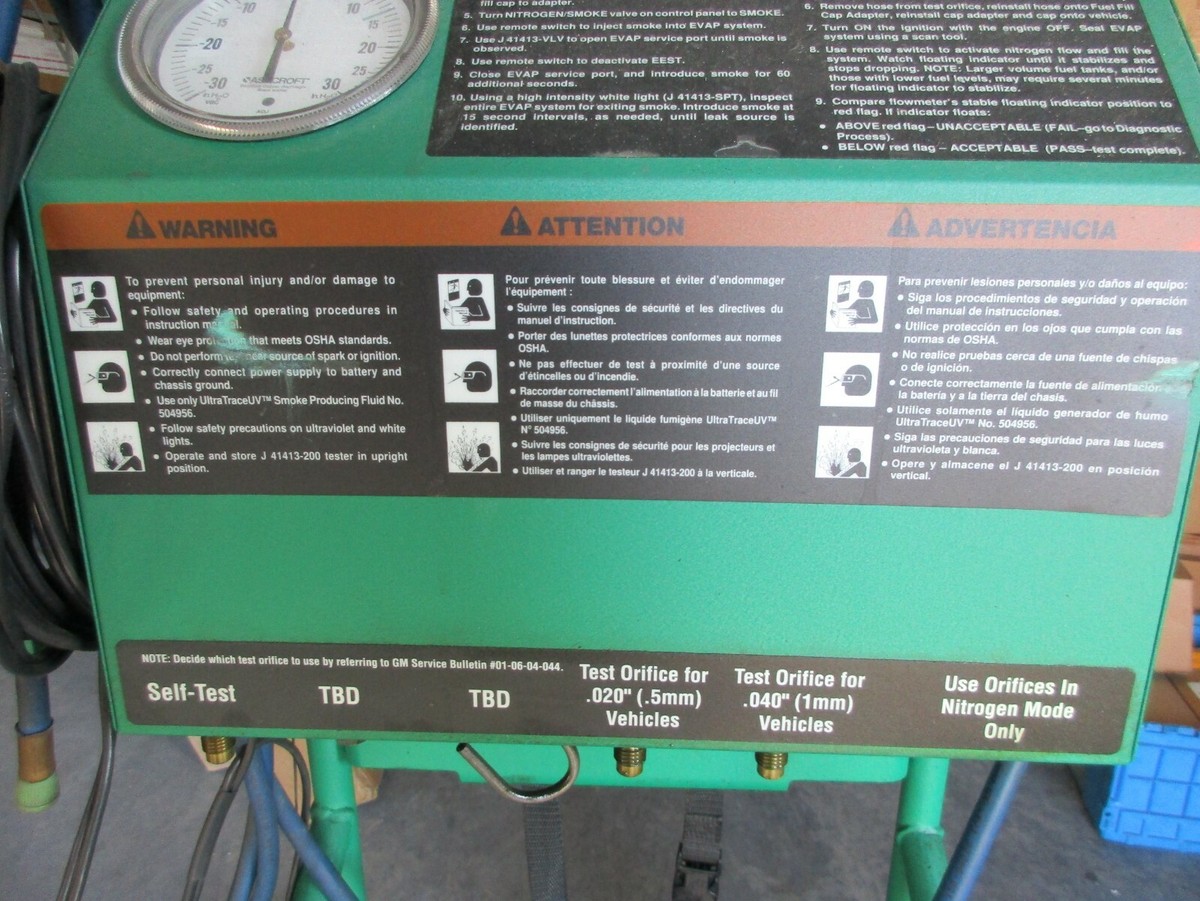 10
20
25
30
in.H₂O
vac
10
20
25
30
in.H₂O
ASHCROFT
fill cap to adapter.
5. Turn NITROGEN/SMOKE valve on control panel to SMOKE.
6. Use remote switch to inject smoke into EVAP system.
7. Use J 41413-VLV to open EVAP service port until smoke is
observed.
8. Use remote switch to deactivate EEST.
9. Close EVAP service port, and introduce smoke for 60
additional seconds.
10. Using a high intensity white light (J 41413-SPT), inspect
entire EVAP system for exiting smoke. Introduce smoke at
15 second intervals, as needed, until leak source is
identified.
6. Remove hose from test orifice, reinstall hose onto Fuel Fill
Cap Adapter, reinstall cap adapter and cap onto vehicle.
7. Turn ON the ignition with the engine OFF. Seal EVAP
system using a scan tool.
8. Use remote switch to activate nitrogen flow and fill the
system. Watch floating indicator until it stabilizes and
stops dropping. NOTE: Larger volume fuel tanks, and/or
those with lower fuel levels, may require several minutes
for floating indicator to stabilize.
9. Compare flowmeter's stable floating indicator position to
red flag. If indicator floats:
• ABOVE red flag – UNACCEPTABLE (FAIL–go to Diagnostic
Process).
• BELOW red flag – ACCEPTABLE (PASS–test complete).
WARNING
To prevent personal injury and/or damage to
equipment:
• Follow safety and operating procedures in
instruction
• Wear eye that meets OSHA standards.
• Do not perform source of spark or ignition.
• Correctly connect power supply to battery and
chassis ground.
• Use only UltraTraceUV™ Smoke Producing Fluid No.
504956.
• Follow safety precautions on ultraviolet and white
lights.
• Operate and store J 41413-200 tester in upright
position.
ATTENTION
Pour prévenir toute blessure et éviter d'endommager
l'équipement :
• Suivre les consignes de sécurité et les directives du
manuel d'instruction.
• Porter des lunettes protectrices conformes aux normes
OSHA.
• Ne pas effectuer de test à proximité d'une source
d'étincelles ou d'incendie.
• Raccorder correctement l'alimentation à la batterie et au fil
de masse du châssis.
• Utiliser uniquement le liquide fumigène UltraTraceUV™
N° 504956.
• Suivre les consignes de sécurité pour les projecteurs et
les lampes ultraviolettes.
• Utiliser et ranger le testeur J 41413-200 à la verticale.
ADVERTENCIA
Para prevenir lesiones personales y/o daños al equipo:
• Siga los procedimientos de seguridad y operación
del manual de instrucciones.
• Utilice protección en los ojos que cumpla con las
normas de OSHA.
• No realice pruebas cerca de una fuente de chispas
o de ignición.
• Conecte correctamente la fuente de alimentación a
la batería y a la tierra del chasis.
• Utilice solamente el líquido generador de humo
UltraTraceUV™ No. 504956.
• Siga las precauciones de seguridad para las luces
ultravioleta y blanca.
• Opere y almacene el J 41413-200 en posición
vertical.
NOTE: Decide which test orifice to use by referring to GM Service Bulletin #01-06-04-044.
Self-Test
TBD
TBD
Test Orifice for
.020" (.5mm)
Vehicles
Test Orifice for
.040" (1mm)
Vehicles
Use Orifices In
Nitrogen Mode
Only